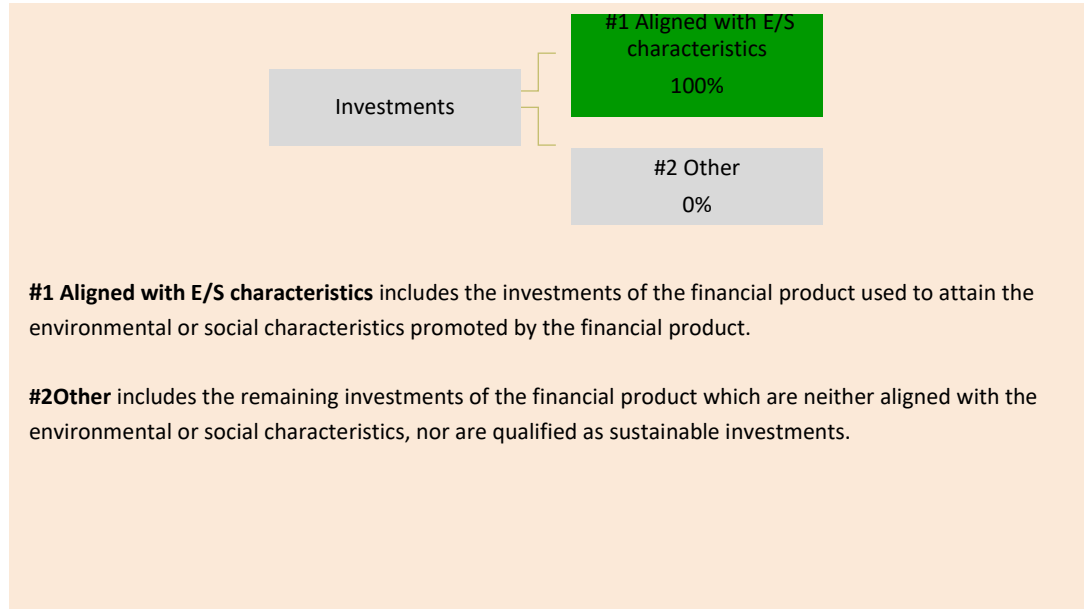 #1 Aligned with E/S
characteristics
100%
Investments
#2 Other
0%
#1 Aligned with E/S characteristics includes the investments of the financial product used to attain the
environmental or social characteristics promoted by the financial product.
#2Other includes the remaining investments of the financial product which are neither aligned with the
environmental or social characteristics, nor are qualified as sustainable investments.